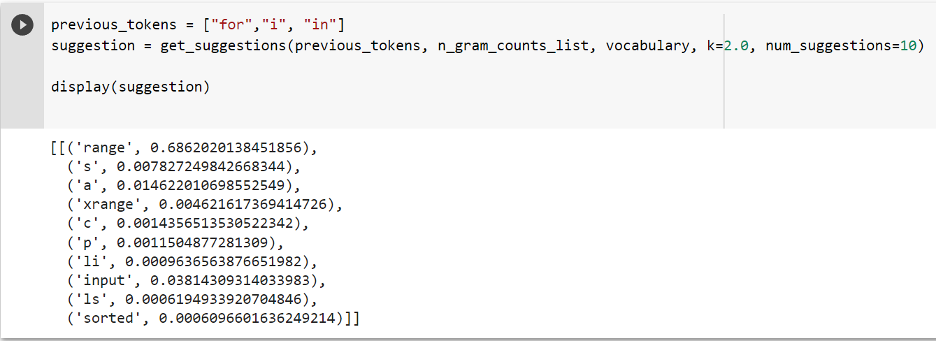 previous_tokens = ["for","i", "in"]
suggestion = get_suggestions(previous_tokens, n_gram_counts_list, vocabulary, k=2.0, num_suggestions=10)
display(suggestion)
[[('range', 0.6862020138451856),
('s', 0.007827249842668344),
('a', 0.014622010698552549),
('xrange', 0.004621617369414726),
('c', 0.0014356513530522342),
('p', 0.0011504877281309),
('li', 0.0009636563876651982),
('input', 0.03814309314033983),
('ls', 0.0006194933920704846),
('sorted', 0.0006096601636249214)]]